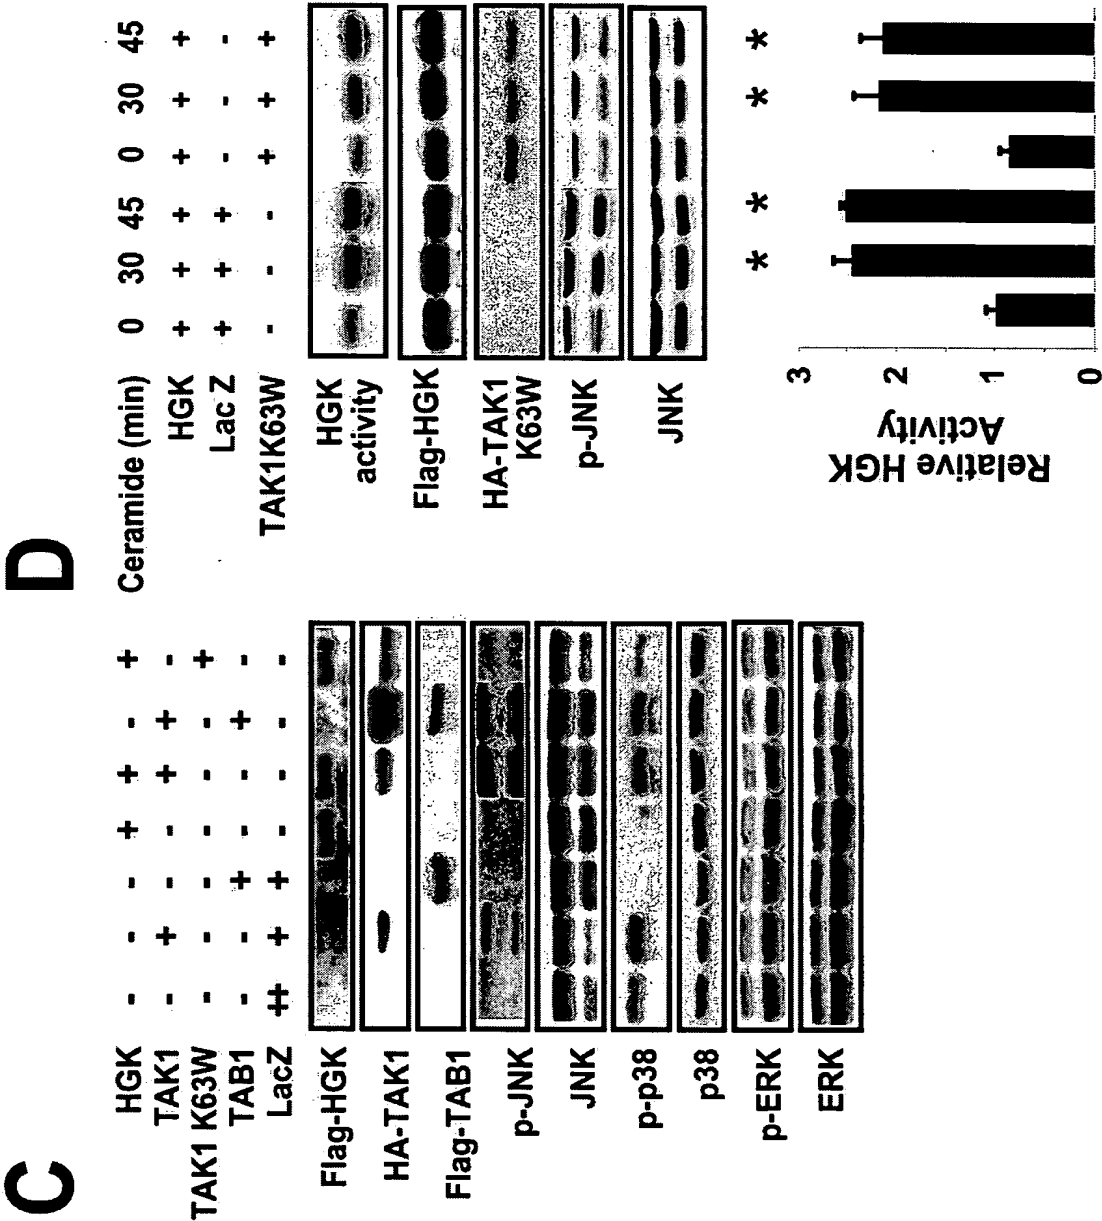 C
HGK - - - + + - +
TAK1 - + - - + + -
TAK1 K63W - - - - - - +
TAB1 - - + - - + -
LacZ ++ + + - - - -
Flag-HGK
HA-TAK1
Flag-TAB1
p-JNK
JNK
p-p38
p38
p-ERK
ERK
D
Ceramide (min) 0 30 45 0 30 45
HGK + + + + + +
Lac Z + + + - - -
TAK1K63W - - - + + +
HGK
activity
Flag-HGK
HA-TAK1
K63W
p-JNK
JNK
Relative HGK
Activity
3
2
1
0
* * * *